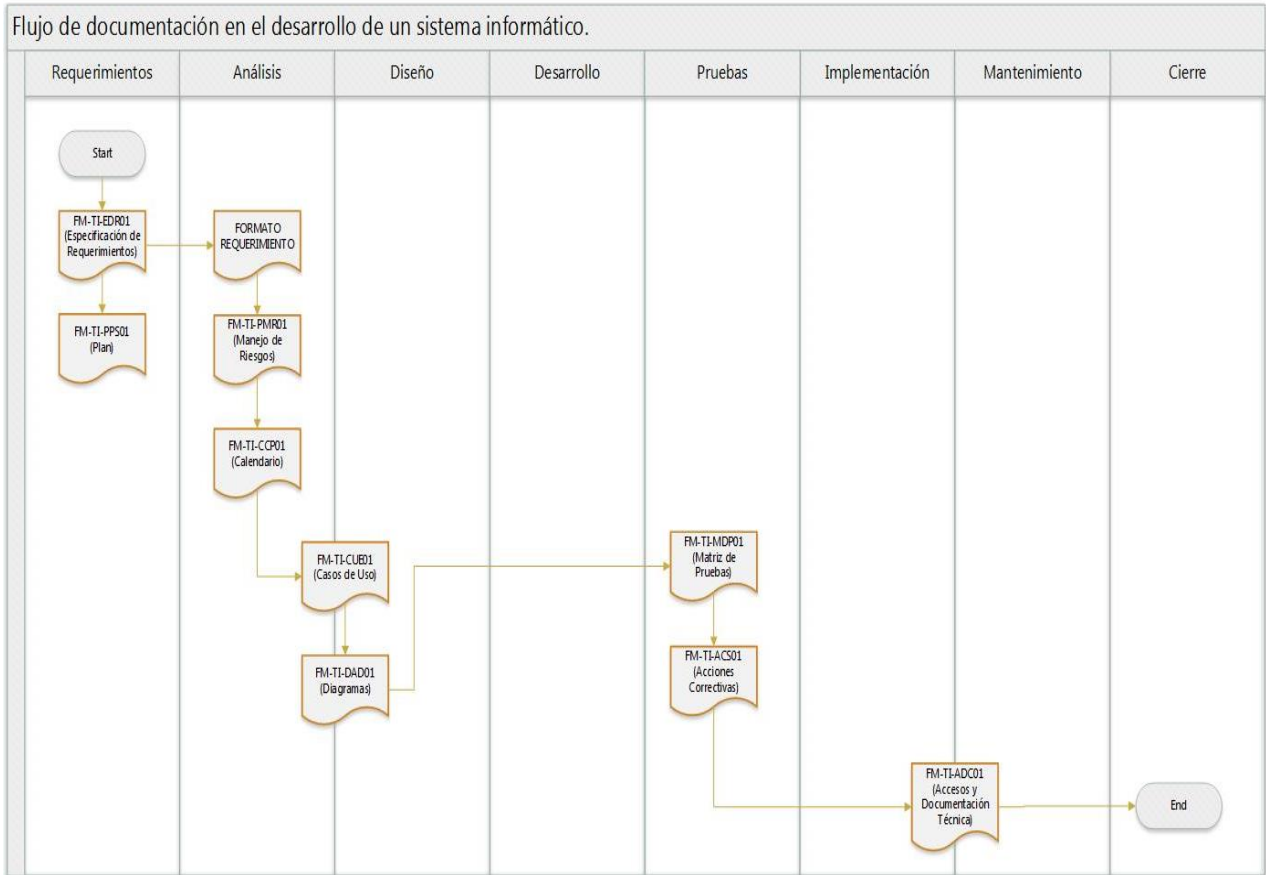 Flujo de documentación en el desarrollo de un sistema informático.
Requerimientos
Análisis
Diseño
Desarrollo
Pruebas
Implementación
Mantenimiento
Cierre
Start
FM-TI-EDR01
(Especificación de
Requerimientos)
FM-TI-PPS01
(Plan)
FORMATO
REQUERIMIENTO
FM-TI-PMR01
(Manejo de
Riesgos)
FM-TI-CCP01
(Calendario)
FM-TI-CUE01
(Casos de Uso)
FM-TI-DAD01
(Diagramas)
FM-TI-MDP01
(Matriz de
Pruebas)
FM-TI-ACS01
(Acciones
Correctivas)
FM-TI-ADC01
(Accesos y
Documentación
Técnica)
End